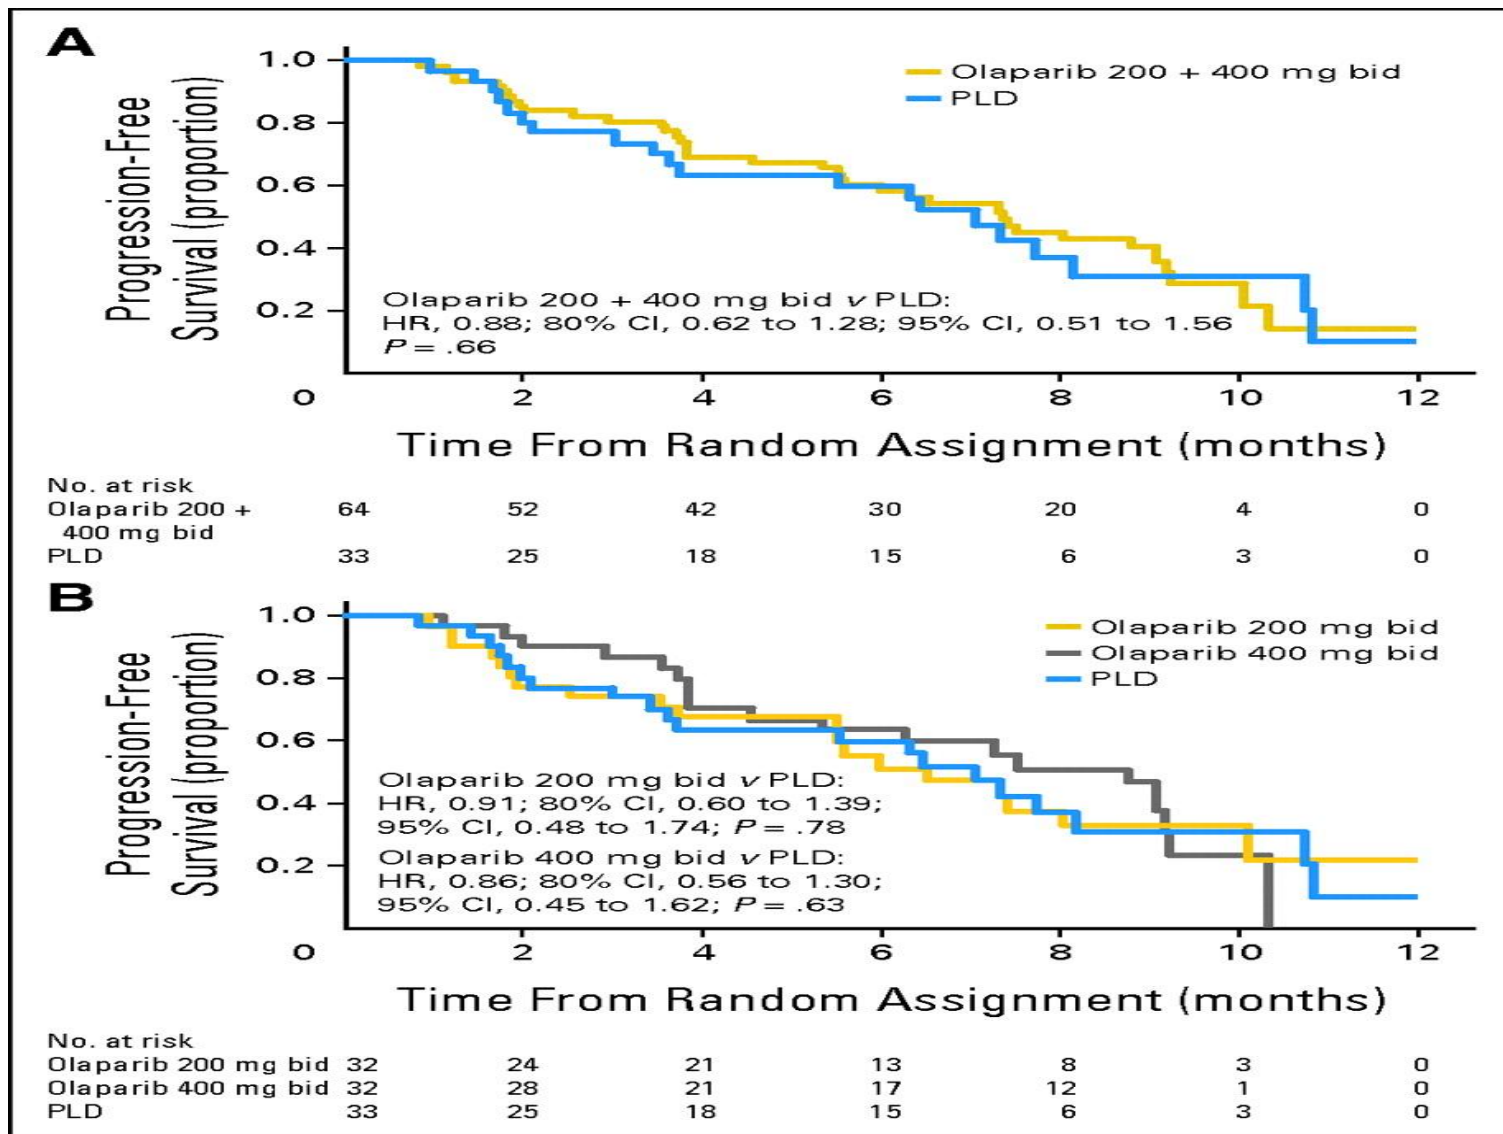 A
Progression-Free
Survival (proportion)
1.0
0.8
0.6
0.4
0.2
0
Olaparib 200 + 400 mg bid
PLD
Olaparib 200 + 400 mg bid v PLD:
HR, 0.88; 80% CI, 0.62 to 1.28; 95% CI, 0.51 to 1.56
P = .66
2 4 6 8 10 12
Time From Random Assignment (months)
No. at risk
Olaparib 200 + 64 52 42 30 20 4 0
400 mg bid
PLD 33 25 18 15 6 3 0
B
Progression-Free
Survival (proportion)
1.0
0.8
0.6
0.4
0.2
0
Olaparib 200 mg bid
Olaparib 400 mg bid
PLD
Olaparib 200 mg bid v PLD:
HR, 0.91; 80% CI, 0.60 to 1.39;
95% CI, 0.48 to 1.74; P = .78
Olaparib 400 mg bid v PLD:
HR, 0.86; 80% CI, 0.56 to 1.30;
95% CI, 0.45 to 1.62; P = .63
2 4 6 8 10 12
Time From Random Assignment (months)
No. at risk
Olaparib 200 mg bid 32 24 21 13 8 3 0
Olaparib 400 mg bid 32 28 21 17 12 1 0
PLD 33 25 18 15 6 3 0